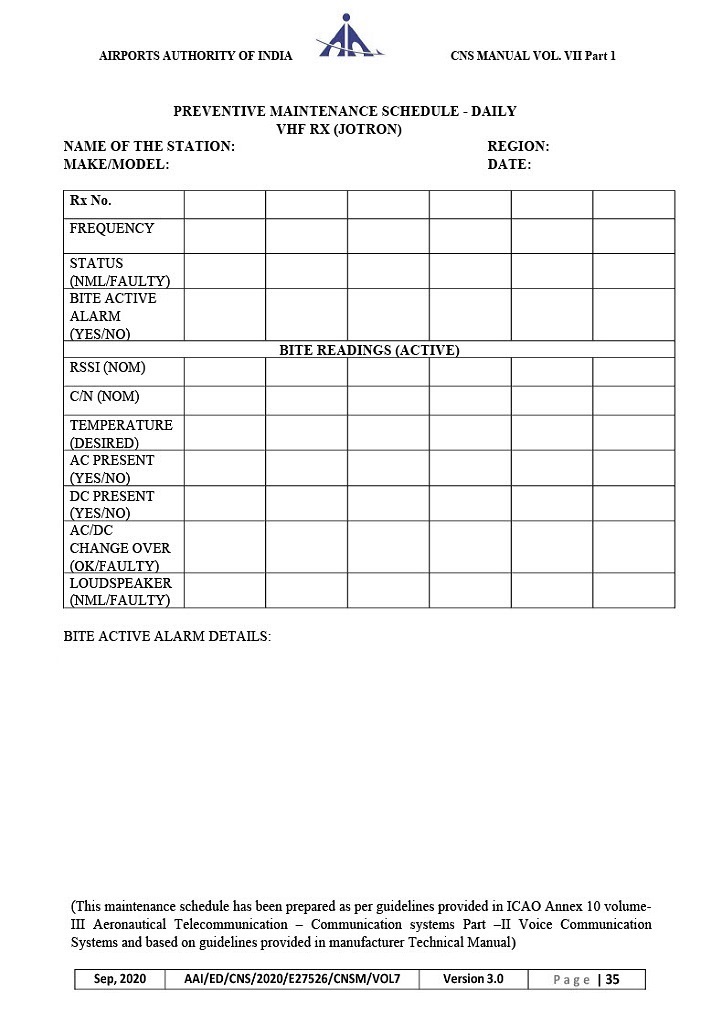 AIRPORTS AUTHORITY OF INDIA CNS MANUAL VOL. VII Part 1
PREVENTIVE MAINTENANCE SCHEDULE - DAILY
VHF RX (JOTRON)
NAME OF THE STATION: REGION:
MAKE/MODEL: DATE:
Rx No.
FREQUENCY
STATUS
(NML/FAULTY)
BITE ACTIVE
ALARM
(YES/NO)
BITE READINGS (ACTIVE)
RSSI (NOM)
C/N (NOM)
TEMPERATURE
(DESIRED)
AC PRESENT
(YES/NO)
DC PRESENT
(YES/NO)
AC/DC
CHANGE OVER
(OK/FAULTY)
LOUDSPEAKER
(NML/FAULTY)
BITE ACTIVE ALARM DETAILS:
(This maintenance schedule has been prepared as per guidelines provided in ICAO Annex 10 volume-
III Aeronautical Telecommunication – Communication systems Part –II Voice Communication
Systems and based on guidelines provided in manufacturer Technical Manual)
Sep, 2020 AAI/ED/CNS/2020/E27526/CNSM/VOL7 Version 3.0 Page | 35